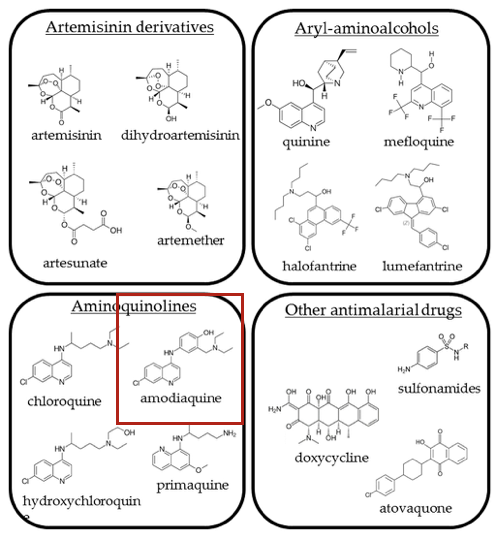 Artemisinin derivatives
artemisinin
dihydroartemisinin
artesunate
artemether
Aryl-aminoalcohols
quinine
mefloquine
halofantrine
lumefantrine
Aminoquinolines
chloroquine
amodiaquine
hydroxychloroquin
e
primaquine
Other antimalarial drugs
sulfonamides
doxycycline
atovaquone